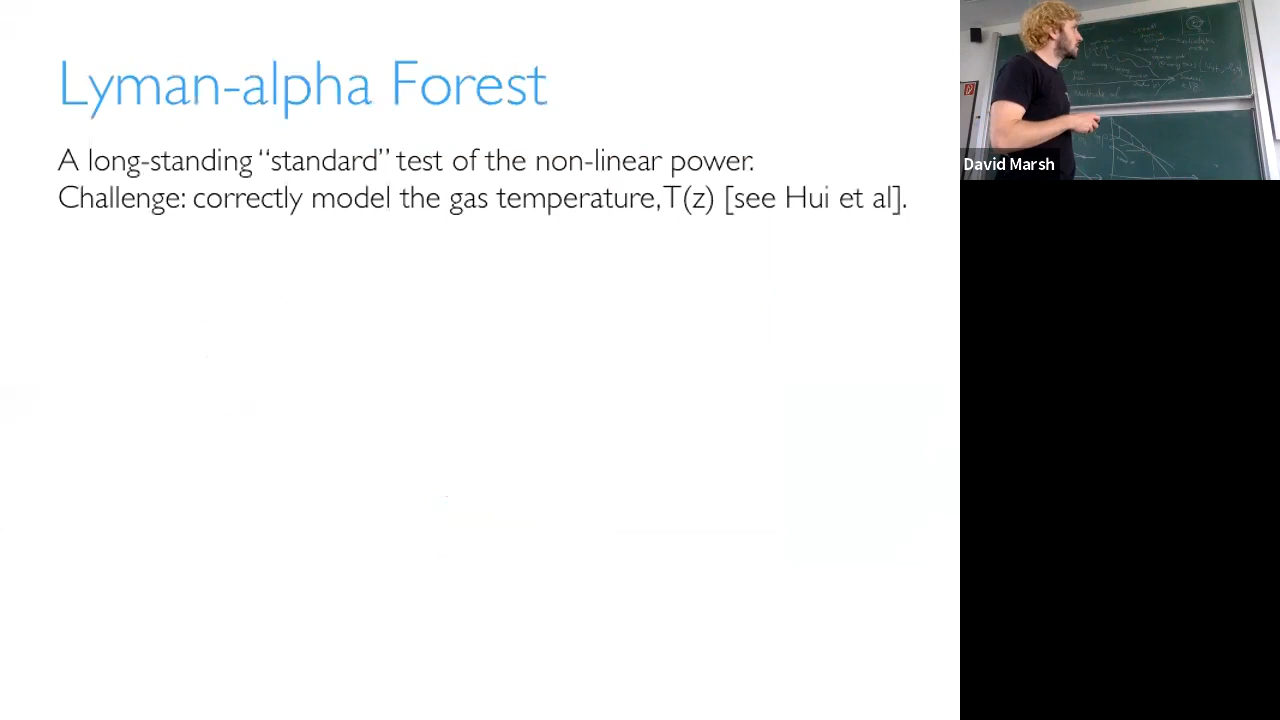 Lyman-alpha Forest
A long-standing “standard” test of the non-linear power.
Challenge: correctly model the gas temperature, T(z) [see Hui et al].
David Marsh